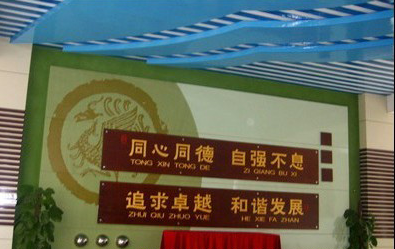 同心同德 自强不息
TONG XIN TONG DE ZI QIANG BU XI
追求卓越 和谐发展
ZHUI QIU ZHUO YUE HE XIE FA ZHAN